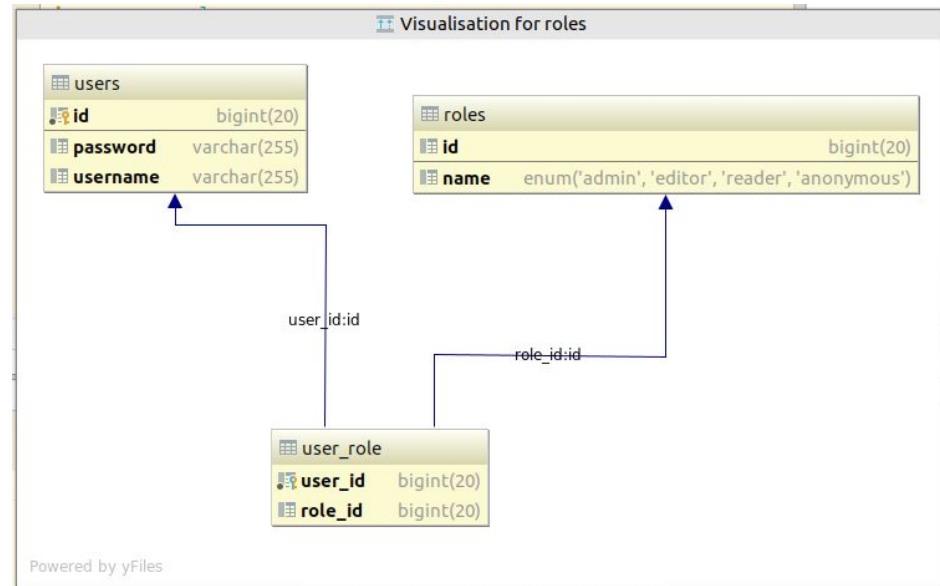 Visualisation for roles
users
id bigint(20)
password varchar(255)
username varchar(255)
roles
id bigint(20)
name enum('admin', 'editor', 'reader', 'anonymous')
user_id:id
role_id:id
user_role
user_id bigint(20)
role_id bigint(20)
Powered by yFiles